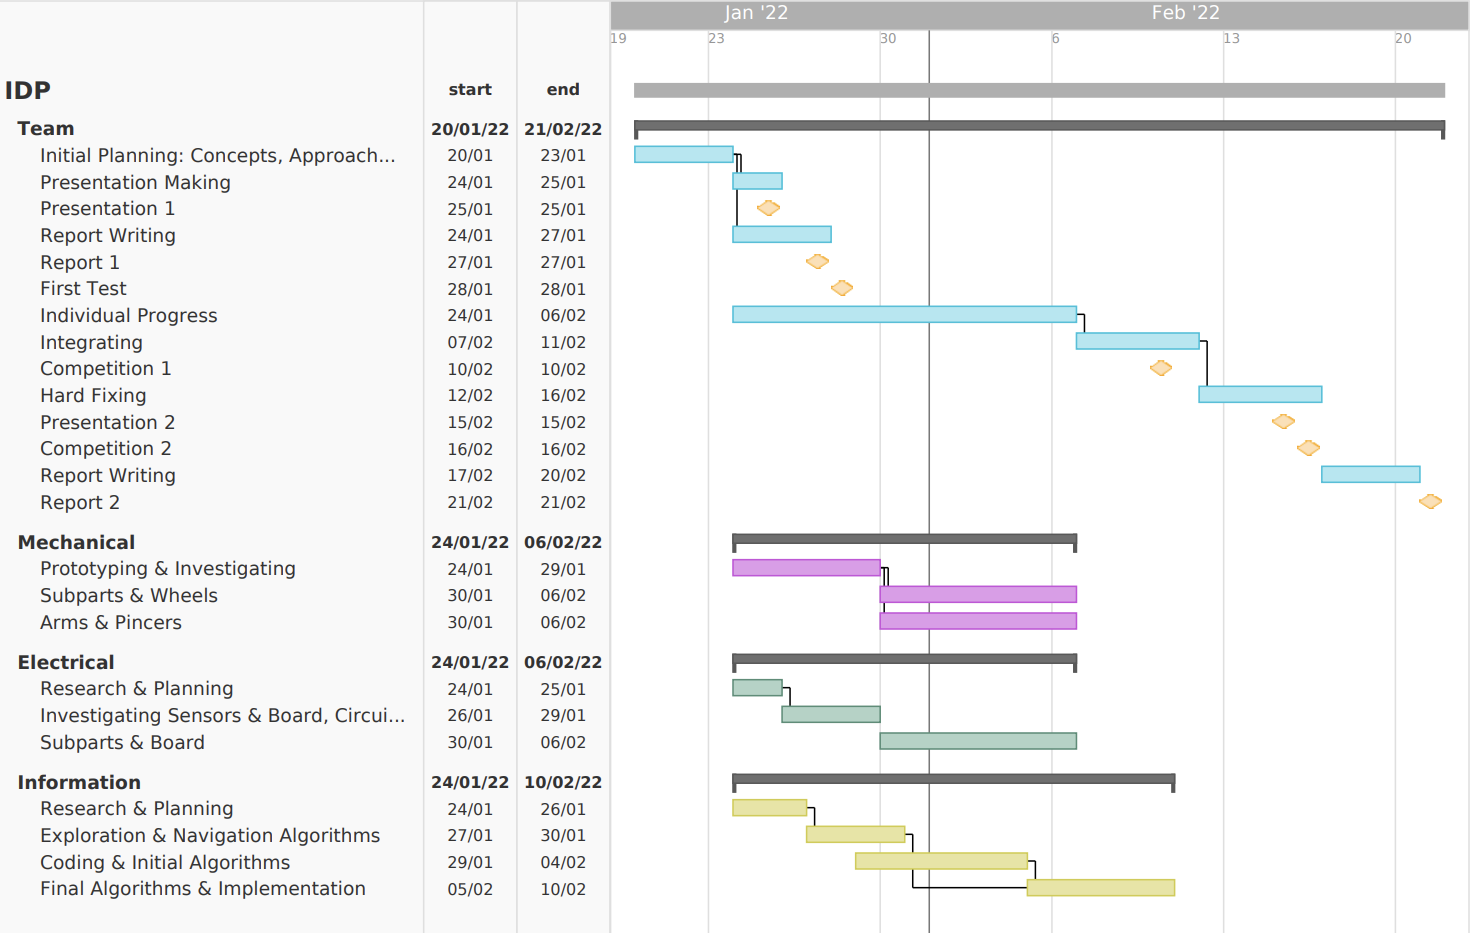 Jan '22 Feb '22
19 23 30 6 13 20
IDP start end
Team 20/01/22 21/02/22
Initial Planning: Concepts, Approach... 20/01 23/01
Presentation Making 24/01 25/01
Presentation 1 25/01 25/01
Report Writing 24/01 27/01
Report 1 27/01 27/01
First Test 28/01 28/01
Individual Progress 24/01 06/02
Integrating 07/02 11/02
Competition 1 10/02 10/02
Hard Fixing 12/02 16/02
Presentation 2 15/02 15/02
Competition 2 16/02 16/02
Report Writing 17/02 20/02
Report 2 21/02 21/02
Mechanical 24/01/22 06/02/22
Prototyping & Investigating 24/01 29/01
Subparts & Wheels 30/01 06/02
Arms & Pincers 30/01 06/02
Electrical 24/01/22 06/02/22
Research & Planning 24/01 25/01
Investigating Sensors & Board, Circui... 26/01 29/01
Subparts & Board 30/01 06/02
Information 24/01/22 10/02/22
Research & Planning 24/01 26/01
Exploration & Navigation Algorithms 27/01 30/01
Coding & Initial Algorithms 29/01 04/02
Final Algorithms & Implementation 05/02 10/02